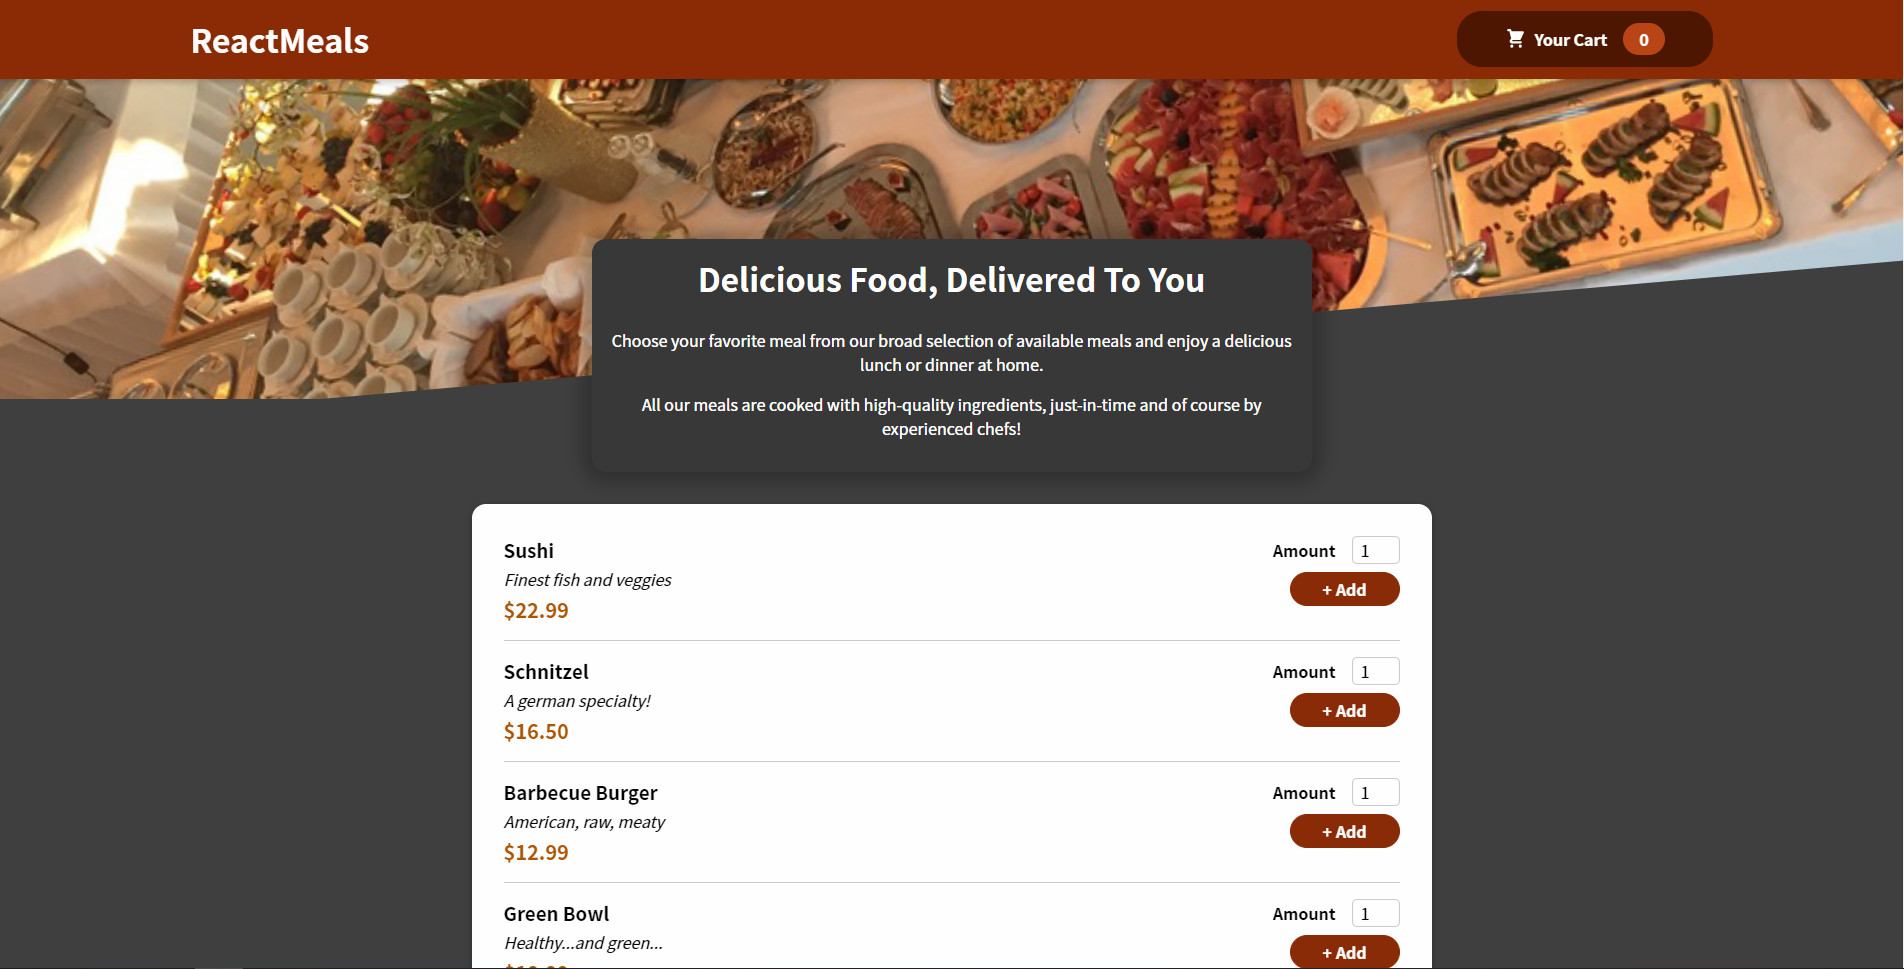 ReactMeals
Your Cart 0
Delicious Food, Delivered To You
Choose your favorite meal from our broad selection of available meals and enjoy a delicious
lunch or dinner at home.
All our meals are cooked with high-quality ingredients, just-in-time and of course by
experienced chefs!
Sushi
Amount 1
Finest fish and veggies
+ Add
$22.99
Schnitzel
Amount 1
A german specialty!
+ Add
$16.50
Barbecue Burger
Amount 1
American, raw, meaty
+ Add
$12.99
Green Bowl
Amount 1
Healthy...and green...
+ Add